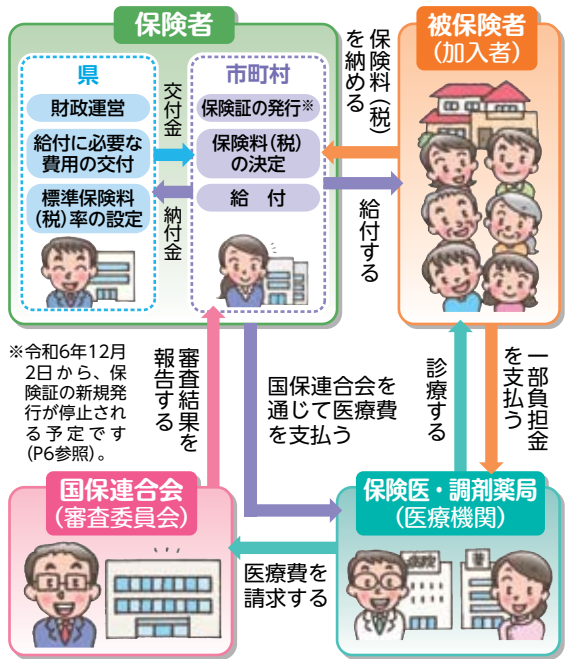 保険者
県
財政運営
給付に必要な
費用の交付
標準保険料
(税)率の設定
交付金
納付金
市町村
保険証の発行※
保険料(税)
の決定
給 付
被保険者
(加入者)
保険料(税)
を納める
給付する
※令和6年12月
2日から、保
険証の新規発
行が停止され
る予定です
(P6参照)。
審査結果を
報告する
国保連合会を
通じて医療費
を支払う
診療する
一部負担金
を支払う
国保連合会
(審査委員会)
医療費を
請求する
保険医・調剤薬局
(医療機関)
病院
薬